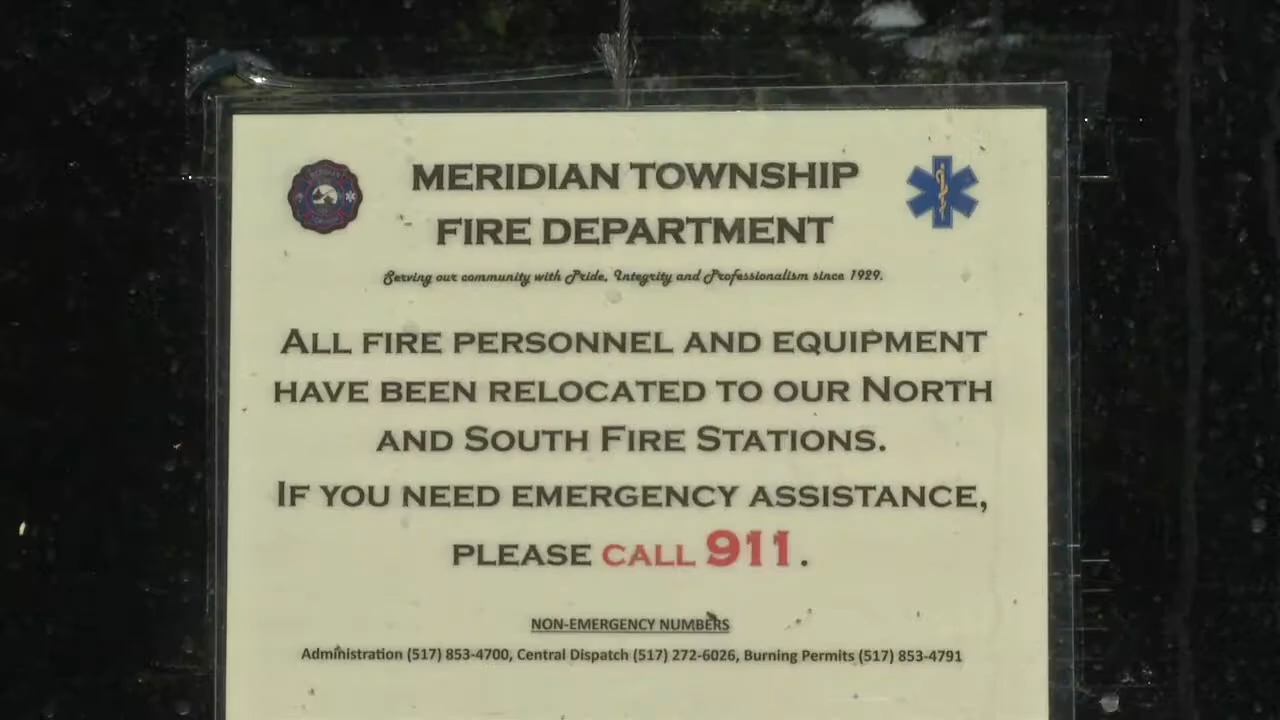 MERIDIAN TOWNSHIP
FIRE DEPARTMENT
Serving our community with Pride, Integrity and Professionalism since 1929.
ALL FIRE PERSONNEL AND EQUIPMENT
HAVE BEEN RELOCATED TO OUR NORTH
AND SOUTH FIRE STATIONS.
IF YOU NEED EMERGENCY ASSISTANCE,
PLEASE CALL 911.
NON-EMERGENCY NUMBERS
Administration (517) 853-4700, Central Dispatch (517) 272-6026, Burning Permits (517) 853-4791